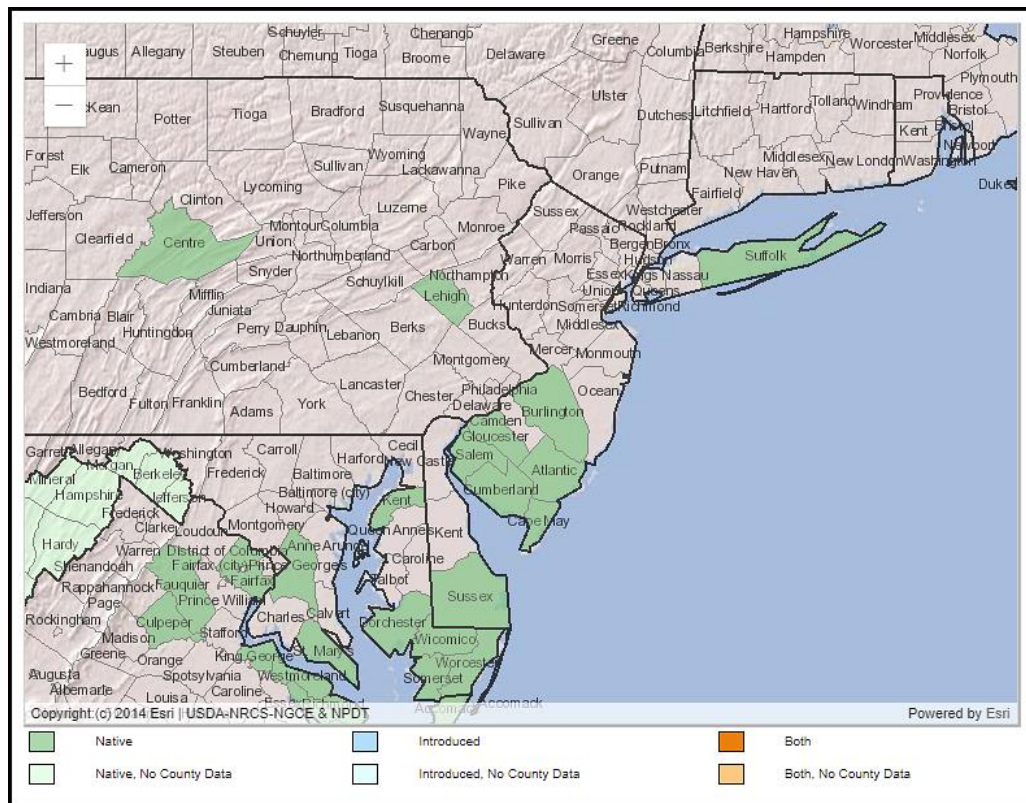 Schuyler Chenango Greene Hampshire Middlesex
augus Allegany Steuben Chemung Tioga Broome Delaware Columbia Berkshire Hampden Worcester Norfolk
+
Plymouth
−
Kean Potter Tioga Bradford Susquehanna Ulster Dutchess Litchfield Hartford Tolland Windham Providence Bristol
Wayne Sullivan Kent Bristol
Forest Elk Cameron Sullivan Wyoming Lackawanna Middlesex New London Washington Newport
Lycoming Pike Orange Putnam New Haven
Clinton Luzerne Fairfield Dukes
Jefferson Montour Columbia Monroe Sussex Westchester
Clearfield Centre Union Northumberland Carbon Passaic Rockland
Snyder Warren Morris Bergen Bronx Suffolk
Indiana Mifflin Schuylkill Northampton Essex Hudson Kings Nassau
Lehigh Union Queens
Cambria Blair Juniata Hunterdon Somerset Richmond
Westmoreland Huntingdon Perry Dauphin Lebanon Berks Bucks Middlesex
Cumberland Montgomery Mercer Monmouth
Bedford Fulton Franklin Adams York Lancaster Chester Philadelphia Ocean
Delaware Burlington
Camden
Garrett Allegany Washington Carroll Cecil Gloucester
Morgan Frederick Harford New Castle Salem
Mineral Berkeley Baltimore Atlantic
Hampshire Jefferson Baltimore (city) Cumberland
Frederick Howard Kent
Clarke Loudoun Montgomery Queen Annes Kent Cape May
Hardy Warren District of Columbia Anne Arundel
Shenandoah Fairfax (city) Prince Georges Caroline
Rappahannock Fauquier Fairfax Talbot
Page Prince William Sussex
Rockingham Culpeper Charles Calvert Dorchester
Madison Stafford Wicomico
Greene Orange King George St. Marys Worcester
Augusta Spotsylvania Westmoreland Somerset
Albemarle Louisa Caroline
Essex Richmond Accomack Accomack
Copyright:(c) 2014 Esri | USDA-NRCS-NGCE & NPDT Powered by Esri
Native Introduced Both
Native, No County Data Introduced, No County Data Both, No County Data